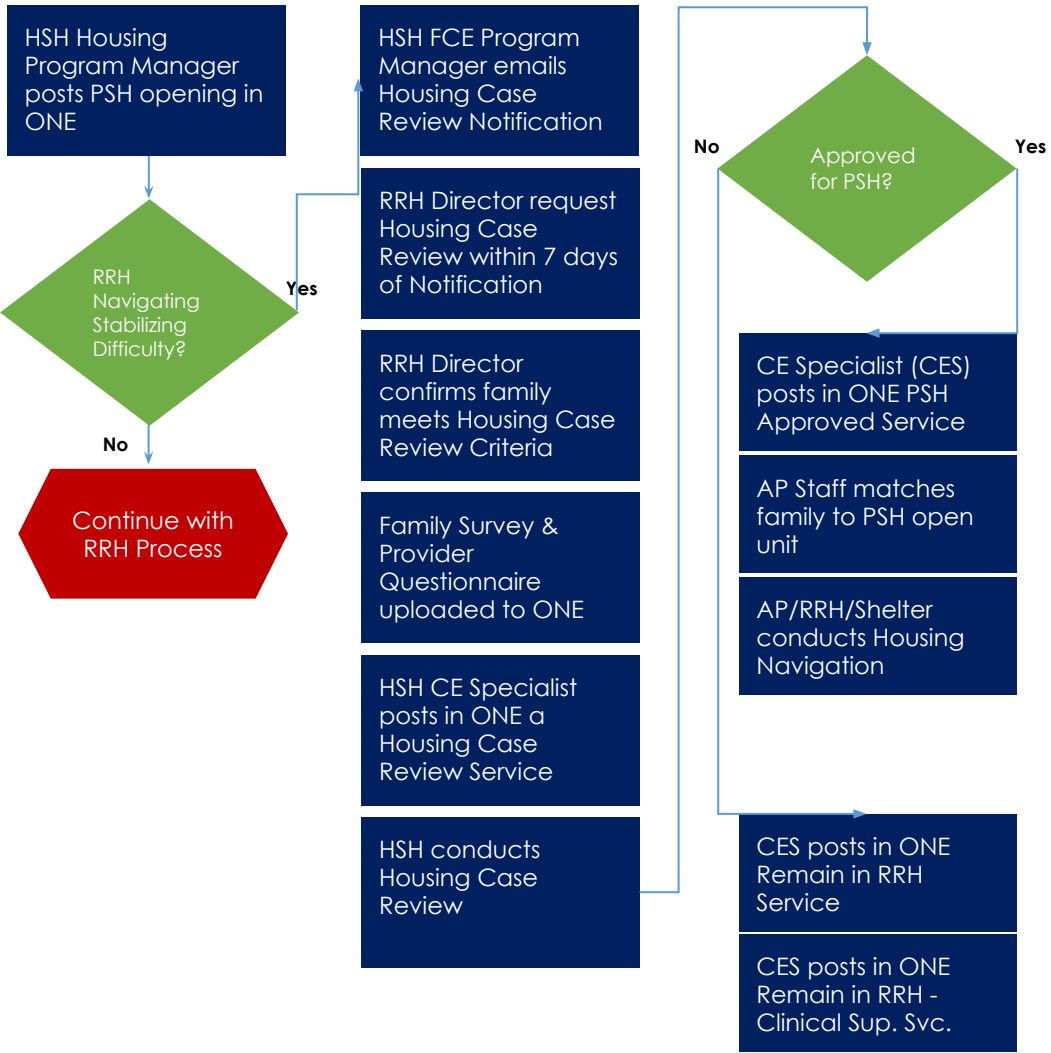 HSH Housing
Program Manager
posts PSH opening in
ONE
RRH
Navigating
Stabilizing
Difficulty?
Yes
No
Continue with
RRH Process
HSH FCE Program
Manager emails
Housing Case
Review Notification
RRH Director request
Housing Case
Review within 7 days
of Notification
RRH Director
confirms family
meets Housing Case
Review Criteria
Family Survey &
Provider
Questionnaire
uploaded to ONE
HSH CE Specialist
posts in ONE a
Housing Case
Review Service
HSH conducts
Housing Case
Review
No
Approved
for PSH?
Yes
CE Specialist (CES)
posts in ONE PSH
Approved Service
AP Staff matches
family to PSH open
unit
AP/RRH/Shelter
conducts Housing
Navigation
CES posts in ONE
Remain in RRH
Service
CES posts in ONE
Remain in RRH -
Clinical Sup. Svc.